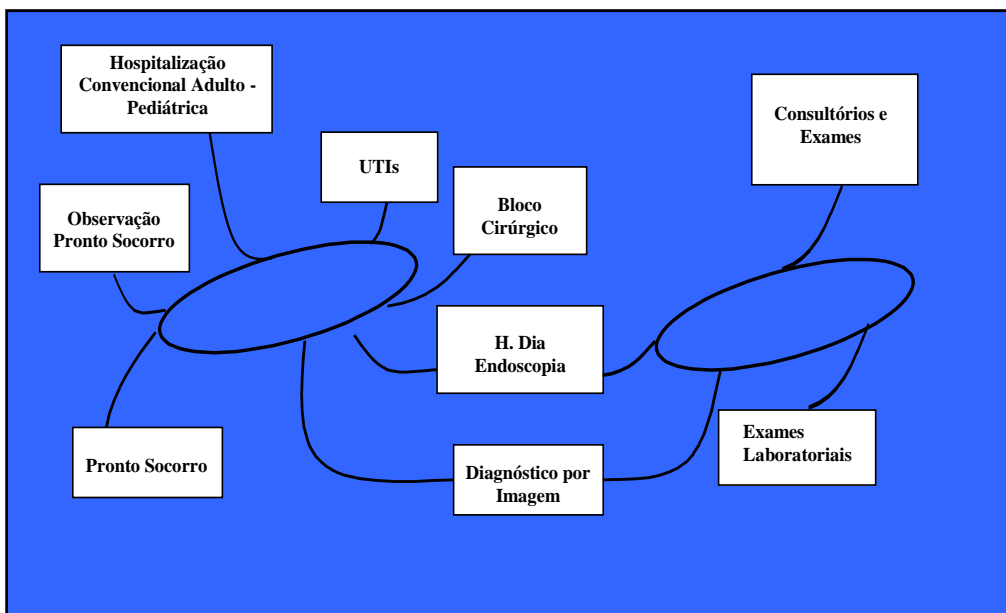 Hospitalização
Convencional Adulto -
Pediátrica
Consultórios e
Exames
UTIs
Observação
Pronto Socorro
Bloco
Cirúrgico
H. Dia
Endoscopia
Pronto Socorro
Diagnóstico por
Imagem
Exames
Laboratoriais